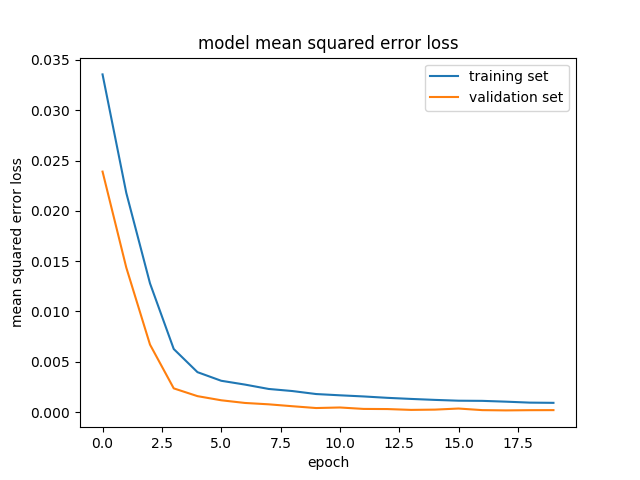 model mean squared error loss
training set
validation set
0.035
0.030
0.025
0.020
0.015
0.010
0.005
0.000
mean squared error loss
0.0 2.5 5.0 7.5 10.0 12.5 15.0 17.5
epoch